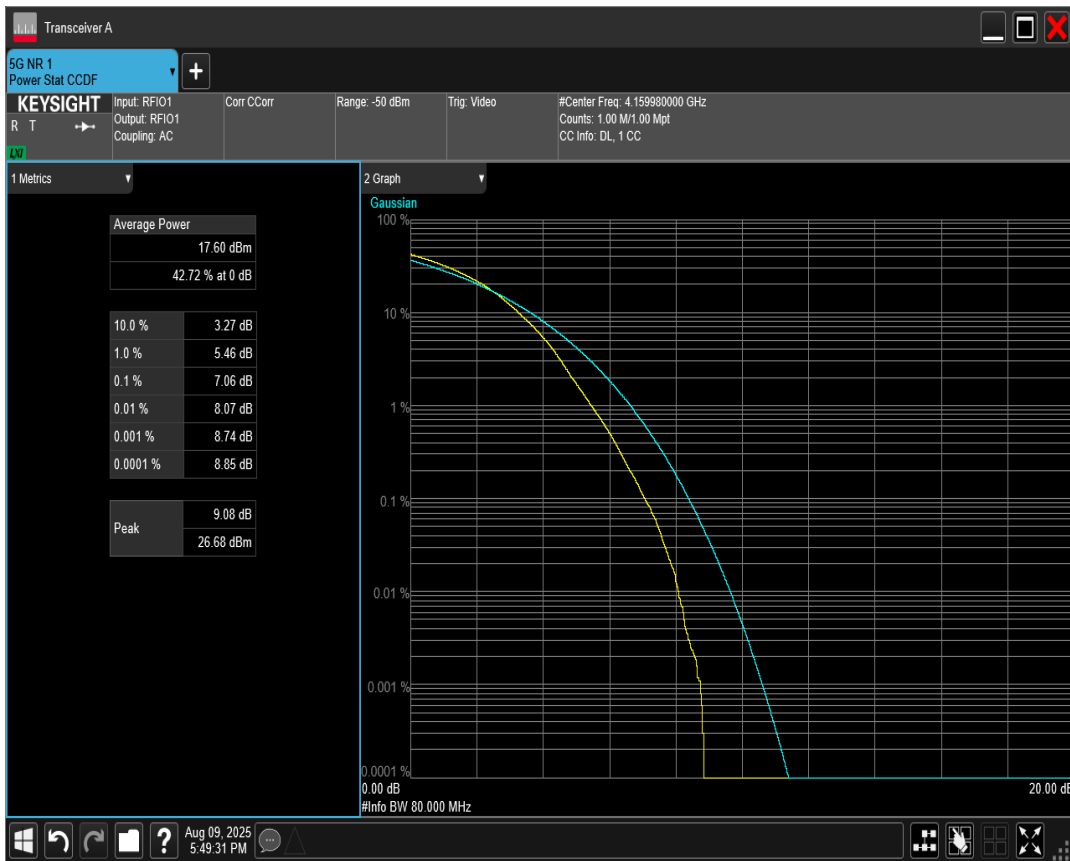 Transceiver A
5G NR 1
Power Stat CCDF
KEYSIGHT
R T
LXI
Input: RFIO1
Output: RFIO1
Coupling: AC
Corr CCorr
Range: -50 dBm
Trig: Video
#Center Freq: 4.159980000 GHz
Counts: 1.00 M/1.00 Mpt
CC Info: DL, 1 CC
1 Metrics
Average Power
17.60 dBm
42.72 % at 0 dB
10.0 % 3.27 dB
1.0 % 5.46 dB
0.1 % 7.06 dB
0.01 % 8.07 dB
0.001 % 8.74 dB
0.0001 % 8.85 dB
Peak
9.08 dB
26.68 dBm
2 Graph
Gaussian
100 %
10 %
1 %
0.1 %
0.01 %
0.001 %
0.0001 %
0.00 dB 20.00 dB
#Info BW 80.000 MHz
Aug 09, 2025
5:49:31 PM